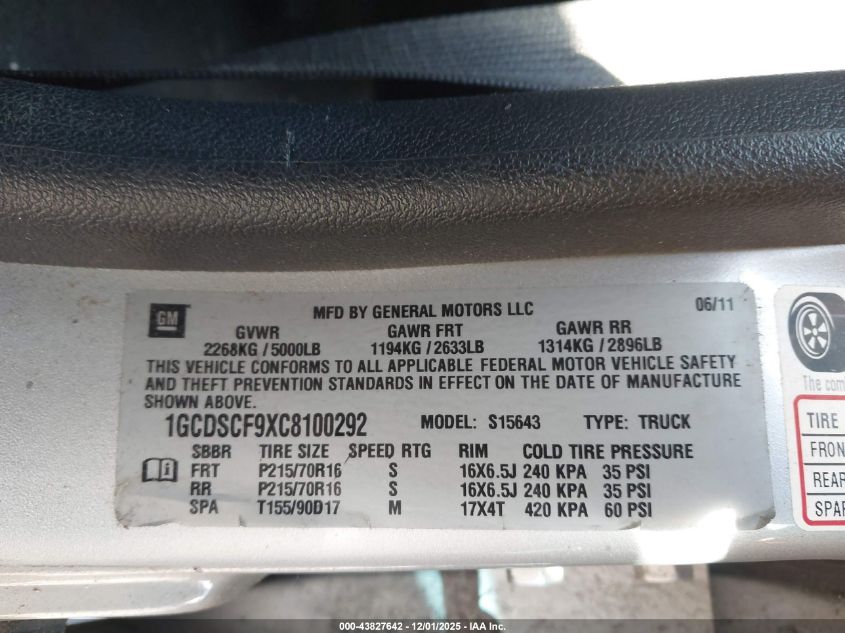 GM
MFD BY GENERAL MOTORS LLC 06/11
GVWR GAWR FRT GAWR RR
2268KG / 5000LB 1194KG / 2633LB 1314KG / 2896LB
THIS VEHICLE CONFORMS TO ALL APPLICABLE FEDERAL MOTOR VEHICLE SAFETY
AND THEFT PREVENTION STANDARDS IN EFFECT ON THE DATE OF MANUFACTURE
SHOWN ABOVE.
1GCDSCF9XC8100292 MODEL: S15643 TYPE: TRUCK
SBBR TIRE SIZE SPEED RTG RIM COLD TIRE PRESSURE
FRT P215/70R16 S 16X6.5J 240 KPA 35 PSI
RR P215/70R16 S 16X6.5J 240 KPA 35 PSI
SPA T155/90D17 M 17X4T 420 KPA 60 PSI
The com
TIRE
FRON
REAR
SPAR
000-43827642 - 12/01/2025 - IAA Inc.